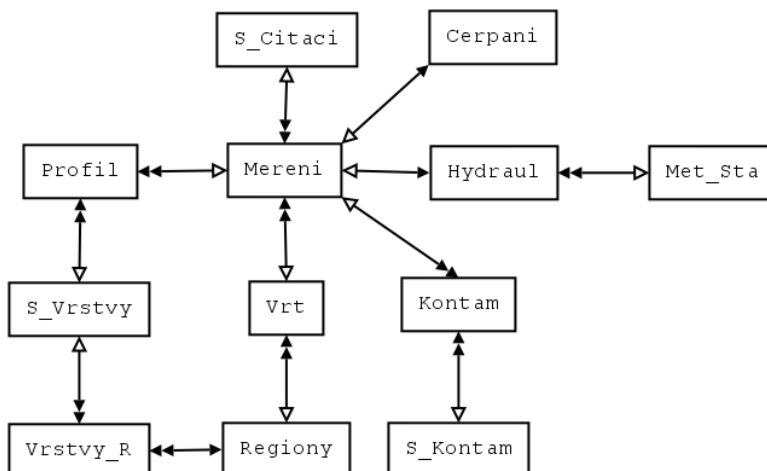 S_Citaci
Cerpani
Profil
Mereni
Hydraul
Met_Sta
S_Vrstvy
Vrt
Kontam
Vrstvy_R
Regiony
S_Kontam